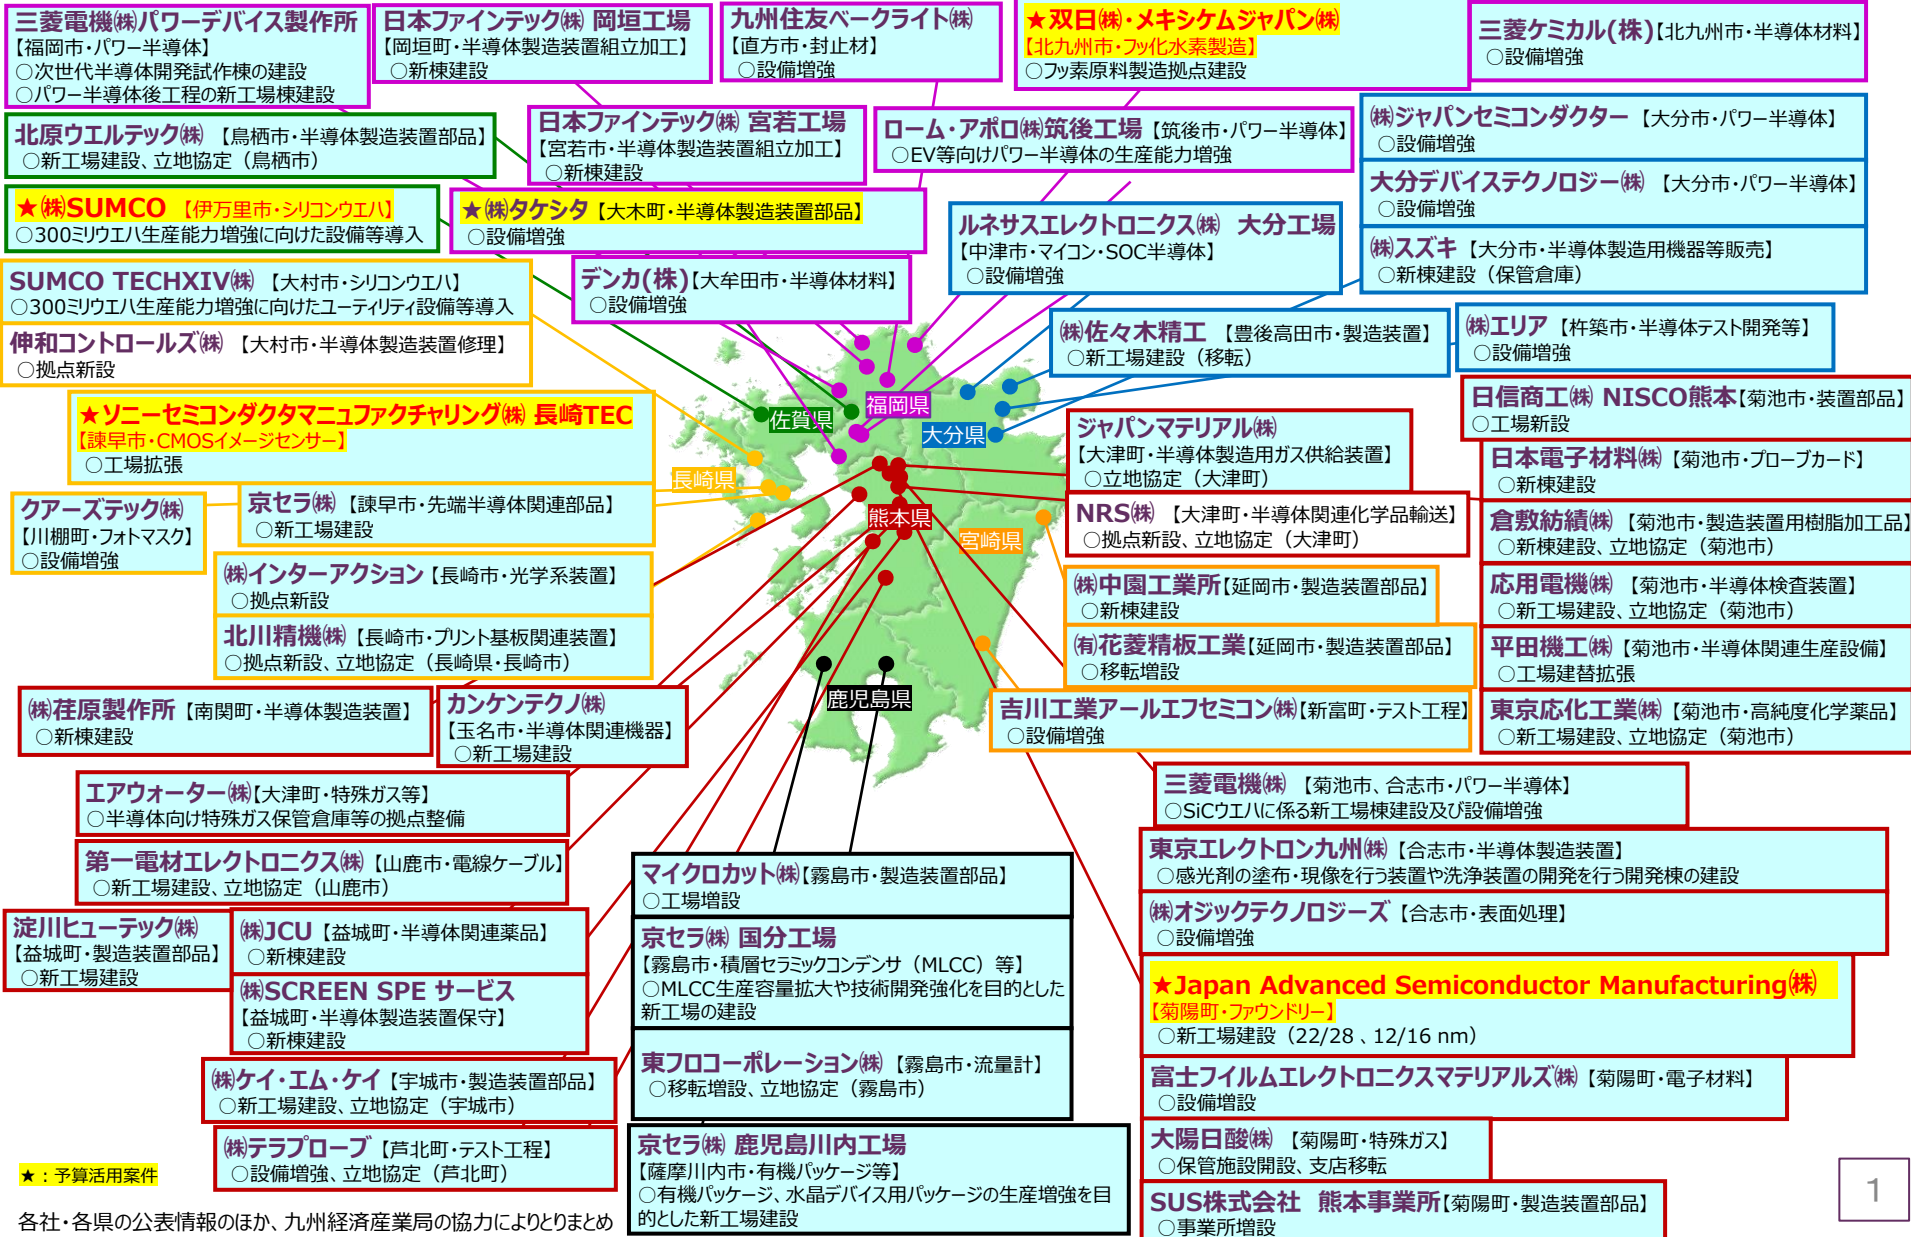 三菱電機㈱パワーデバイス製作所
【福岡市・パワー半導体】
○次世代半導体開発試作棟の建設
○パワー半導体後工程の新工場棟建設
日本ファインテック㈱ 岡垣工場
【岡垣町・半導体製造装置組立加工】
○新棟建設
九州住友ベークライト㈱
【直方市・封止材】
○設備増強
★双日㈱・メキシケムジャパン㈱
【北九州市・フッ化水素製造】
○フッ素原料製造拠点建設
三菱ケミカル(株)【北九州市・半導体材料】
○設備増強
北原ウエルテック㈱ 【鳥栖市・半導体製造装置部品】
○新工場建設、立地協定（鳥栖市）
日本ファインテック㈱ 宮若工場
【宮若市・半導体製造装置組立加工】
○新棟建設
ローム・アポロ㈱筑後工場【筑後市・パワー半導体】
○EV等向けパワー半導体の生産能力増強
㈱ジャパンセミコンダクター 【大分市・パワー半導体】
○設備増強
大分デバイステクノロジー㈱ 【大分市・パワー半導体】
○設備増強
㈱スズキ 【大分市・半導体製造用機器等販売】
○新棟建設（保管倉庫）
★㈱SUMCO 【伊万里市・シリコンウエハ】
○300ミリウエハ生産能力増強に向けた設備等導入
★㈱タケシタ【大木町・半導体製造装置部品】
○設備増強
ルネサスエレクトロニクス㈱ 大分工場
【中津市・マイコン・SOC半導体】
○設備増強
SUMCO TECHXIV㈱ 【大村市・シリコンウエハ】
○300ミリウエハ生産能力増強に向けたユーティリティ設備等導入
デンカ(株)【大牟田市・半導体材料】
○設備増強
伸和コントロールズ㈱ 【大村市・半導体製造装置修理】
○拠点新設
㈱佐々木精工 【豊後高田市・製造装置】
○新工場建設（移転）
㈱エリア 【杵築市・半導体テスト開発等】
○設備増強
★ソニーセミコンダクタマニュファクチャリング㈱ 長崎TEC
【諫早市・CMOSイメージセンサー】
○工場拡張
佐賀県
福岡県
大分県
長崎県
熊本県
宮崎県
鹿児島県
ジャパンマテリアル㈱
【大津町・半導体製造用ガス供給装置】
○立地協定（大津町）
NRS㈱ 【大津町・半導体関連化学品輸送】
○拠点新設、立地協定（大津町）
日信商工㈱ NISCO熊本【菊池市・装置部品】
○工場新設
日本電子材料㈱【菊池市・プローブカード】
○新棟建設
倉敷紡績㈱ 【菊池市・製造装置用樹脂加工品】
○新棟建設、立地協定（菊池市）
応用電機㈱ 【菊池市・半導体検査装置】
○新工場建設、立地協定（菊池市）
平田機工㈱ 【菊池市・半導体関連生産設備】
○工場建替拡張
東京応化工業㈱【菊池市・高純度化学薬品】
○新工場建設、立地協定（菊池市）
クアーズテック㈱
【川棚町・フォトマスク】
○設備増強
京セラ㈱ 【諫早市・先端半導体関連部品】
○新工場建設
㈱インターアクション【長崎市・光学系装置】
○拠点新設
北川精機㈱【長崎市・プリント基板関連装置】
○拠点新設、立地協定（長崎県・長崎市）
㈱中園工業所【延岡市・製造装置部品】
○新棟建設
㈲花菱精板工業【延岡市・製造装置部品】
○移転増設
吉川工業アールエフセミコン㈱【新富町・テスト工程】
○設備増強
㈱荏原製作所【南関町・半導体製造装置】
○新棟建設
カンケンテクノ㈱
【玉名市・半導体関連機器】
○新工場建設
エアウォーター㈱【大津町・特殊ガス等】
○半導体向け特殊ガス保管倉庫等の拠点整備
第一電材エレクトロニクス㈱【山鹿市・電線ケーブル】
○新工場建設、立地協定（山鹿市）
三菱電機㈱ 【菊池市、合志市・パワー半導体】
○SiCウエハに係る新工場棟建設及び設備増強
東京エレクトロン九州㈱【合志市・半導体製造装置】
○感光剤の塗布・現像を行う装置や洗浄装置の開発を行う開発棟の建設
㈱オジックテクノロジーズ【合志市・表面処理】
○設備増強
★Japan Advanced Semiconductor Manufacturing㈱
【菊陽町・ファウンドリー】
○新工場建設（22/28 、12/16 nm）
富士フイルムエレクトロニクスマテリアルズ㈱【菊陽町・電子材料】
○設備増設
大陽日酸㈱ 【菊陽町・特殊ガス】
○保管施設開設、支店移転
SUS株式会社 熊本事業所【菊陽町・製造装置部品】
○事業所増設
マイクロカット㈱【霧島市・製造装置部品】
○工場増設
京セラ㈱ 国分工場
【霧島市・積層セラミックコンデンサ（MLCC）等】
○MLCC生産容量拡大や技術開発強化を目的とした
新工場の建設
東フロコーポレーション㈱【霧島市・流量計】
○移転増設、立地協定（霧島市）
京セラ㈱ 鹿児島川内工場
【薩摩川内市・有機パッケージ等】
○有機パッケージ、水晶デバイス用パッケージの生産増強を目
的とした新工場建設
淀川ヒューテック㈱
【益城町・製造装置部品】
○新工場建設
㈱JCU【益城町・半導体関連薬品】
○新棟建設
㈱SCREEN SPE サービス
【益城町・半導体製造装置保守】
○新棟建設
㈱ケイ・エム・ケイ【宇城市・製造装置部品】
○新工場建設、立地協定（宇城市）
㈱テラプローブ【芦北町・テスト工程】
○設備増強、立地協定（芦北町）
★：予算活用案件
各社・各県の公表情報のほか、九州経済産業局の協力によりとりまとめ
1